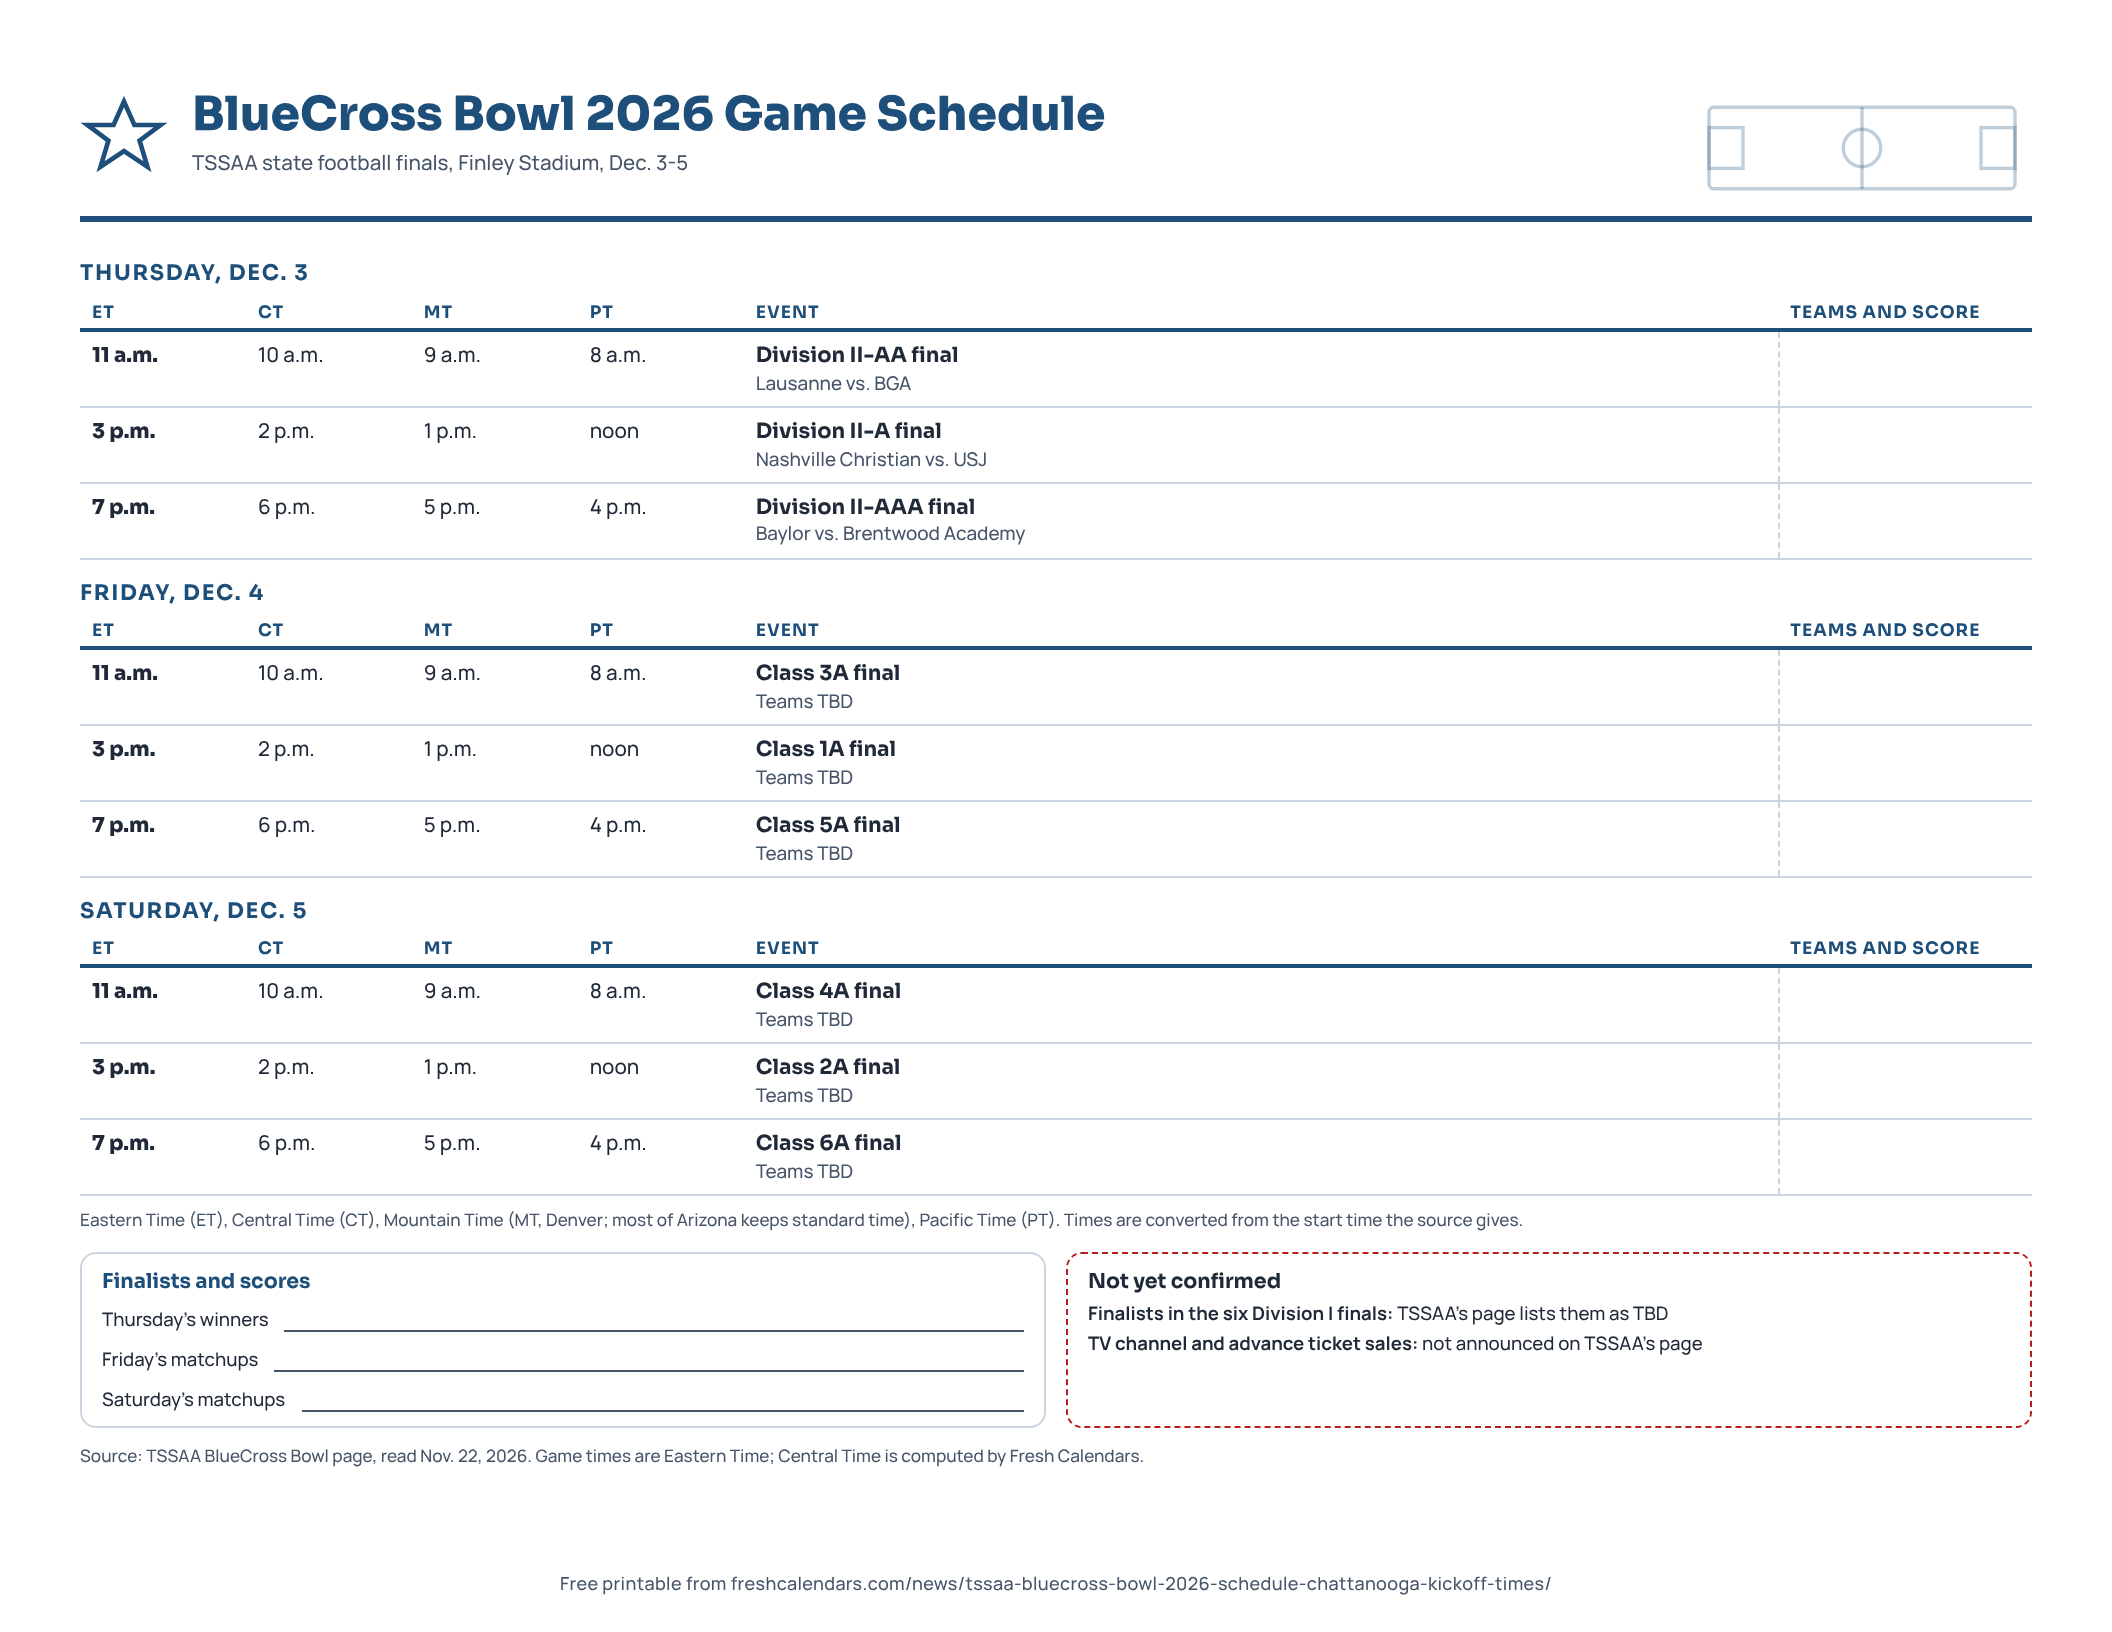 BlueCross Bowl 2026 Game Schedule
TSSAA state football finals, Finley Stadium, Dec. 3-5
THURSDAY, DEC. 3
ET CT MT PT EVENT TEAMS AND SCORE
11 a.m. 10 a.m. 9 a.m. 8 a.m. Division II-AA final
Lausanne vs. BGA
3 p.m. 2 p.m. 1 p.m. noon Division II-A final
Nashville Christian vs. USJ
7 p.m. 6 p.m. 5 p.m. 4 p.m. Division II-AAA final
Baylor vs. Brentwood Academy
FRIDAY, DEC. 4
ET CT MT PT EVENT TEAMS AND SCORE
11 a.m. 10 a.m. 9 a.m. 8 a.m. Class 3A final
Teams TBD
3 p.m. 2 p.m. 1 p.m. noon Class 1A final
Teams TBD
7 p.m. 6 p.m. 5 p.m. 4 p.m. Class 5A final
Teams TBD
SATURDAY, DEC. 5
ET CT MT PT EVENT TEAMS AND SCORE
11 a.m. 10 a.m. 9 a.m. 8 a.m. Class 4A final
Teams TBD
3 p.m. 2 p.m. 1 p.m. noon Class 2A final
Teams TBD
7 p.m. 6 p.m. 5 p.m. 4 p.m. Class 6A final
Teams TBD
Eastern Time (ET), Central Time (CT), Mountain Time (MT, Denver; most of Arizona keeps standard time), Pacific Time (PT). Times are converted from the start time the source gives.
Finalists and scores
Thursday's winners
Friday's matchups
Saturday's matchups
Not yet confirmed
Finalists in the six Division I finals: TSSAA's page lists them as TBD
TV channel and advance ticket sales: not announced on TSSAA's page
Source: TSSAA BlueCross Bowl page, read Nov. 22, 2026. Game times are Eastern Time; Central Time is computed by Fresh Calendars.
Free printable from freshcalendars.com/news/tssaa-bluecross-bowl-2026-schedule-chattanooga-kickoff-times/